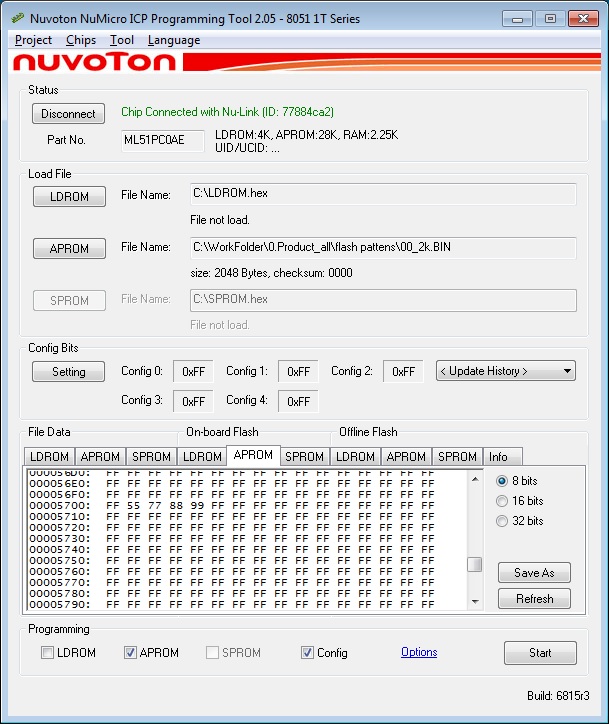 Nuvoton NuMicro ICP Programming Tool 2.05 - 8051 1T Series
Project Chips Tool Language
nuvoTon
Status
Disconnect Chip Connected with Nu-Link (ID: 77884ca2)
Part No. ML51PC0AE LDROM:4K, APROM:28K, RAM:2.25K
UID/UCID: ...
Load File
LDROM File Name: C:\LDROM.hex
File not load.
APROM File Name: C:\WorkFolder\0.Product_all\flash pattens\00_2k.BIN
size: 2048 Bytes, checksum: 0000
SPROM File Name: C:\SPROM.hex
File not load.
Config Bits
Setting Config 0: 0xFF Config 1: 0xFF Config 2: 0xFF < Update History >
Config 3: 0xFF Config 4: 0xFF
File Data On-board Flash Offline Flash
LDROM APROM SPROM LDROM APROM SPROM LDROM APROM SPROM Info
000056D0: FF FF FF FF FF FF FF FF FF FF FF FF FF FF FF FF
000056E0: FF FF FF FF FF FF FF FF FF FF FF FF FF FF FF FF
000056F0: FF FF FF FF FF FF FF FF FF FF FF FF FF FF FF FF
00005700: FF 55 77 88 99 FF FF FF FF FF FF FF FF FF FF FF
00005710: FF FF FF FF FF FF FF FF FF FF FF FF FF FF FF FF
00005720: FF FF FF FF FF FF FF FF FF FF FF FF FF FF FF FF
00005730: FF FF FF FF FF FF FF FF FF FF FF FF FF FF FF FF
00005740: FF FF FF FF FF FF FF FF FF FF FF FF FF FF FF FF
00005750: FF FF FF FF FF FF FF FF FF FF FF FF FF FF FF FF
00005760: FF FF FF FF FF FF FF FF FF FF FF FF FF FF FF FF
00005770: FF FF FF FF FF FF FF FF FF FF FF FF FF FF FF FF
00005780: FF FF FF FF FF FF FF FF FF FF FF FF FF FF FF FF
00005790: FF FF FF FF FF FF FF FF FF FF FF FF FF FF FF FF
8 bits
16 bits
32 bits
Save As
Refresh
Programming
LDROM APROM SPROM Config Options Start
Build: 6815r3